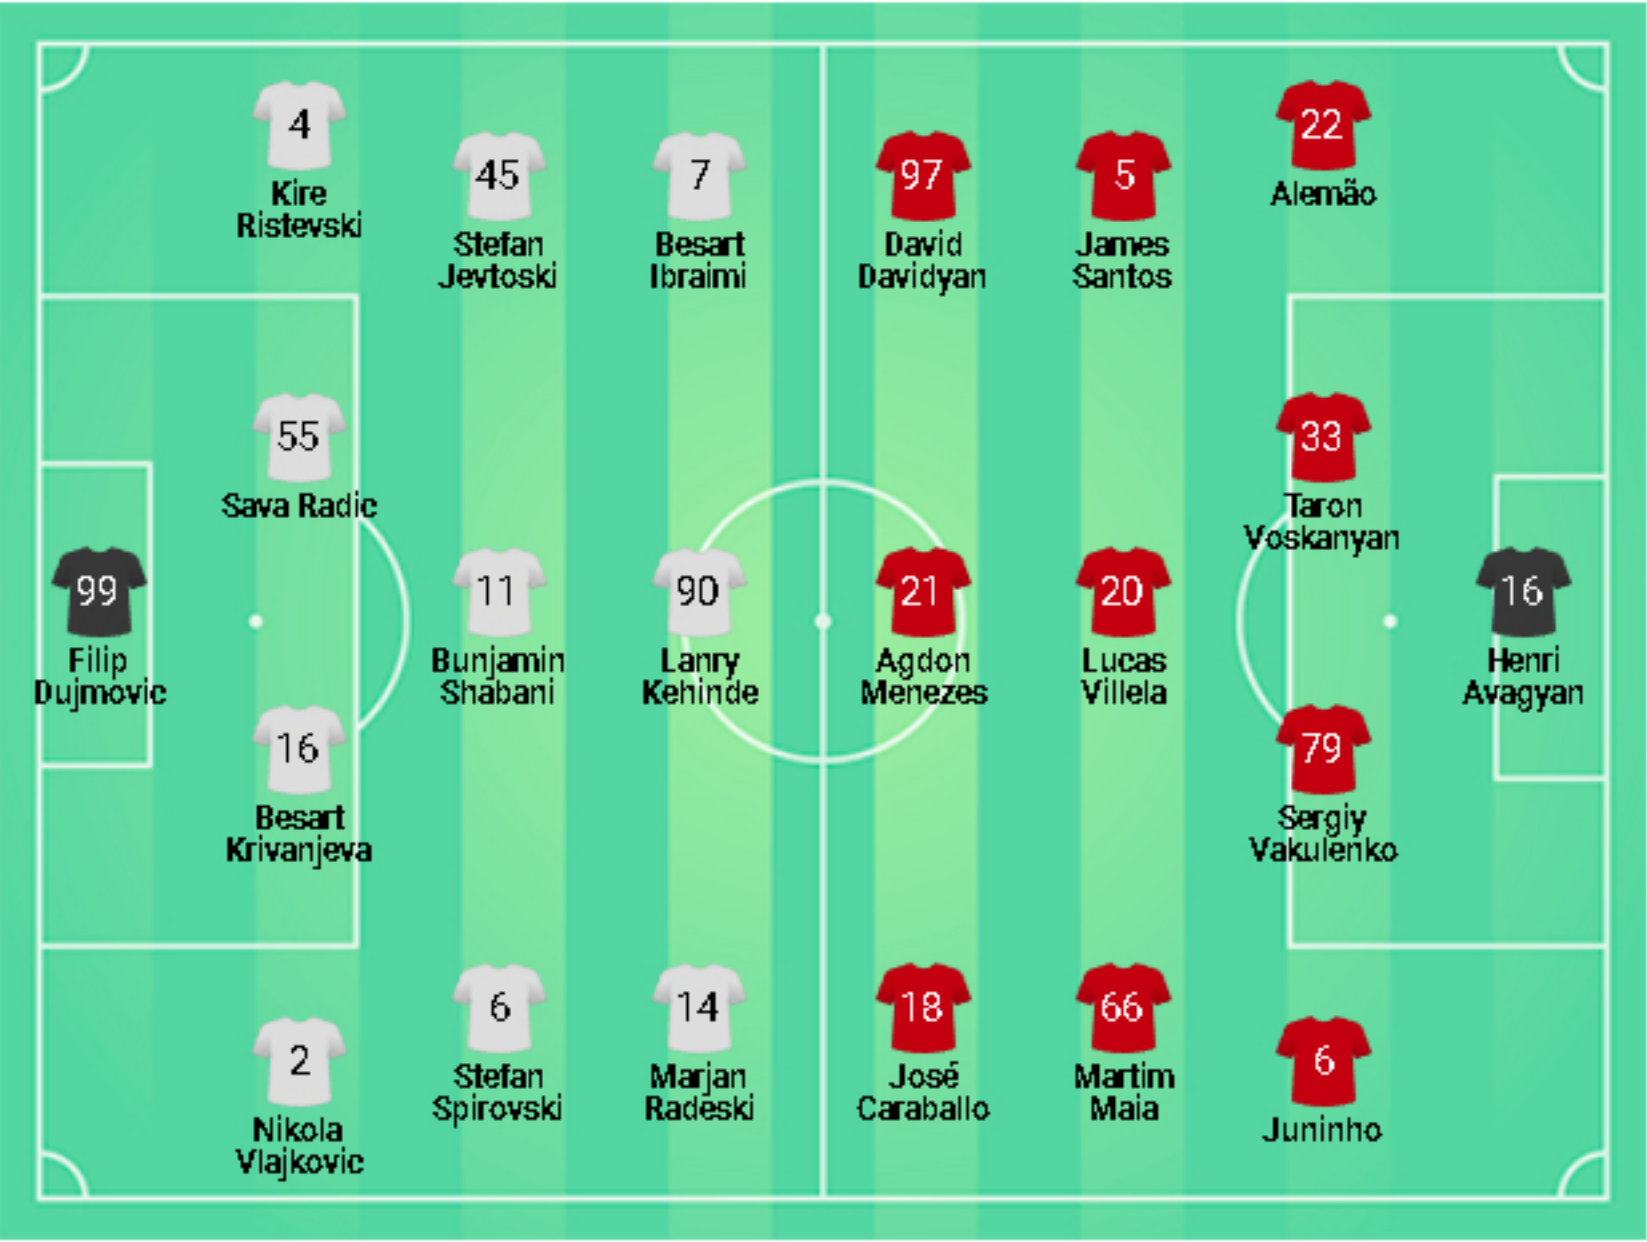 4
Kire
Ristevski
45
Stefan
Jevtoski
7
Besart
Ibraimi
97
David
Davidyan
5
James
Santos
22
Alemão
55
Sava Radic
33
Taron
Voskanyan
99
Filip
Dujmovic
11
Bunjamin
Shabani
90
Lanry
Kehinde
21
Agdon
Menezes
20
Lucas
Villela
16
Henri
Avagyan
16
Besart
Krivanjeva
79
Sergiy
Vakulenko
2
Nikola
Vlajkovic
6
Stefan
Spirovski
14
Marjan
Radeski
18
José
Caraballo
66
Martim
Maia
6
Juninho